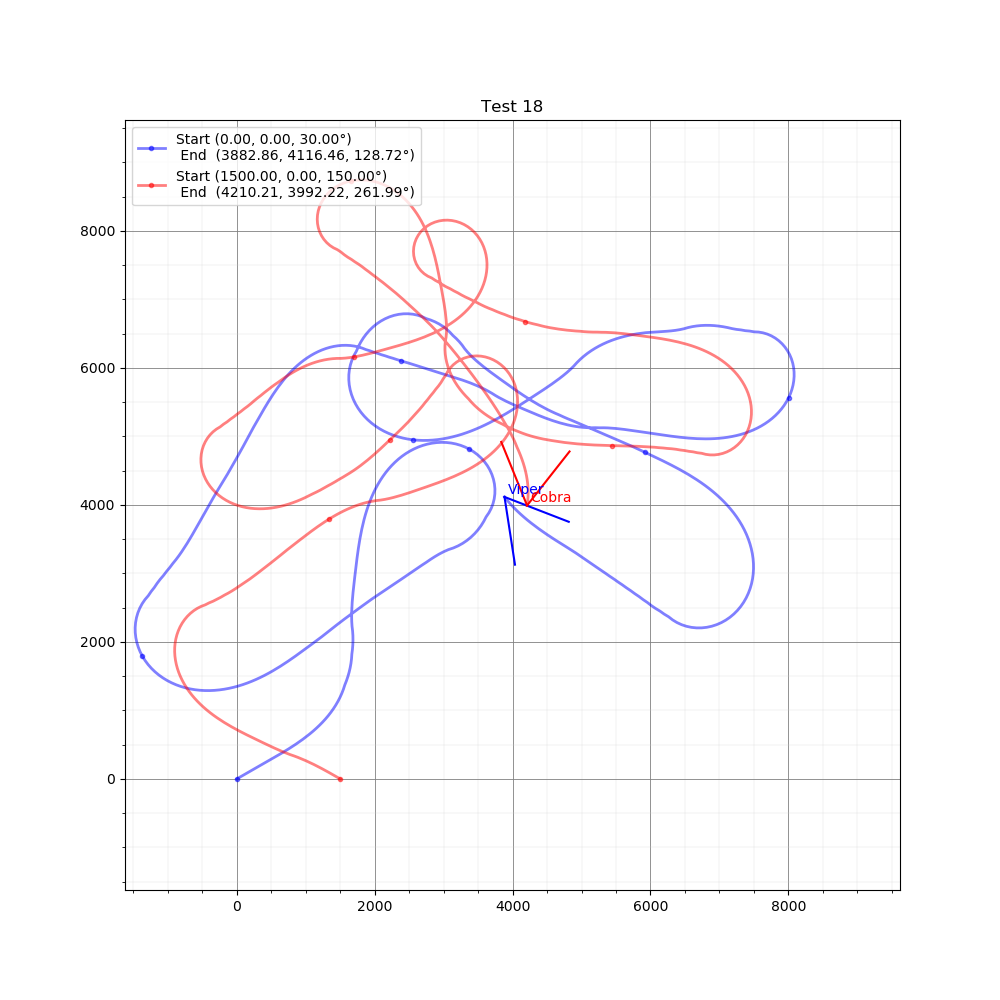 Test 18
Start (0.00, 0.00, 30.00°)
End  (3882.86, 4116.46, 128.72°)
Start (1500.00, 0.00, 150.00°)
End  (4210.21, 3992.22, 261.99°)
8000
6000
4000
2000
0
Viper
Cobra
0
2000
4000
6000
8000